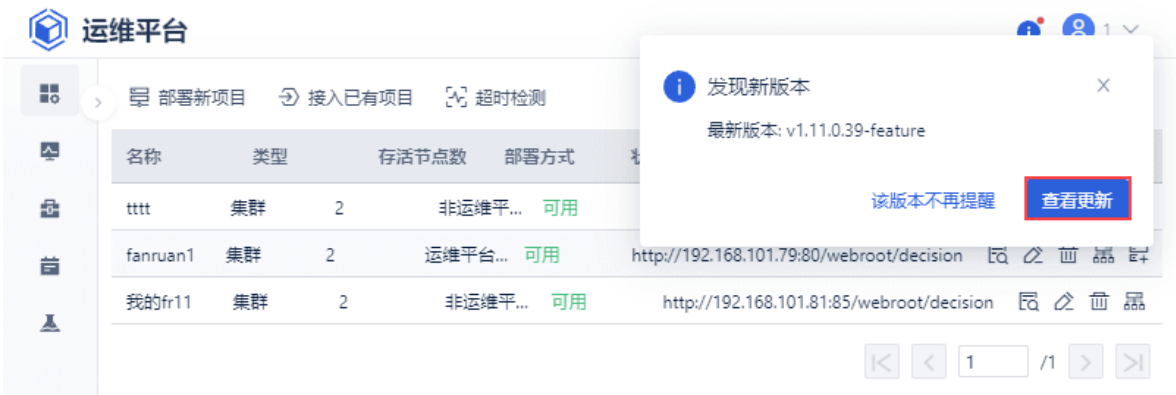 运维平台
1
发现新版本
最新版本: v1.11.0.39-feature
该版本不再提醒 查看更新
部署新项目 接入已有项目 超时检测
名称 类型 存活节点数 部署方式
tttt 集群 2 非运维平... 可用
fanruan1 集群 2 运维平台... 可用 http://192.168.101.79:80/webroot/decision
我的fr11 集群 2 非运维平... 可用 http://192.168.101.81:85/webroot/decision
1 /1